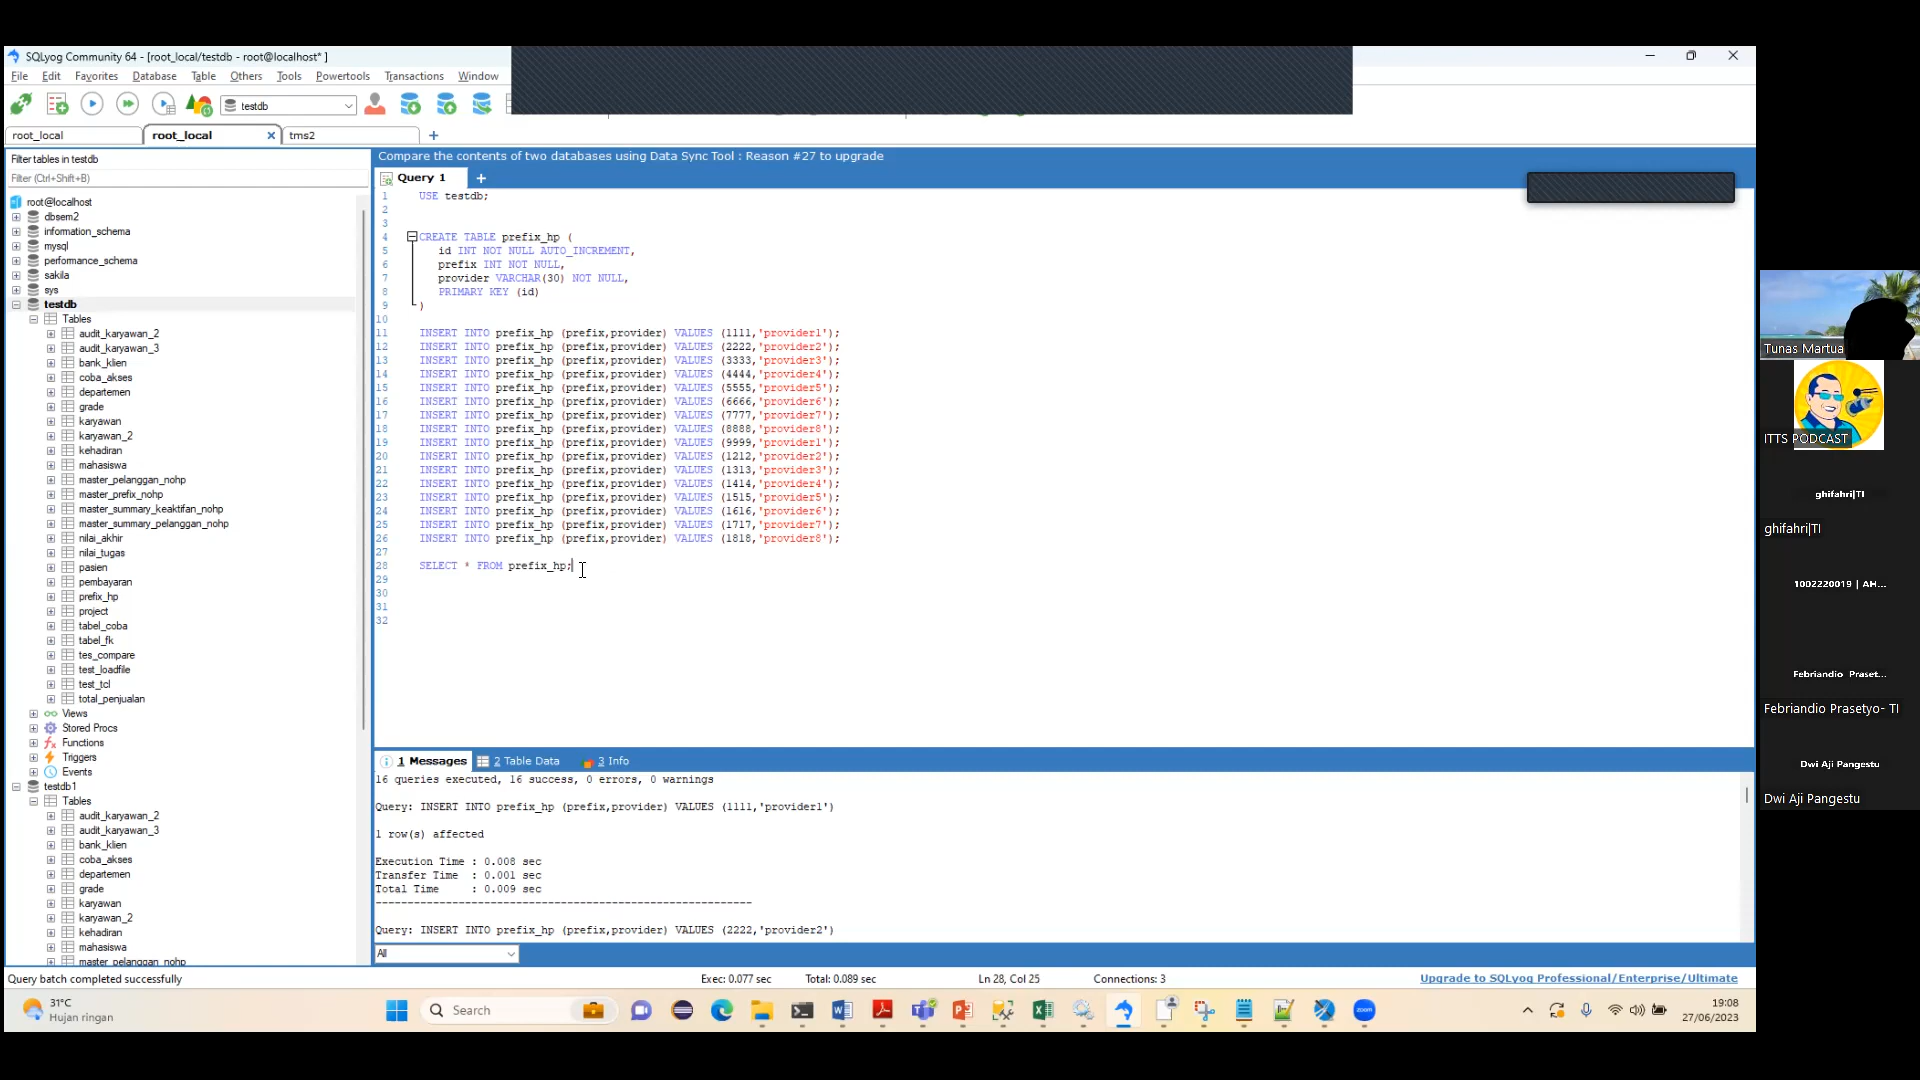 SQLyog Community 64 - [root_local/testdb - root@localhost* ]
File Edit Favorites Database Table Others Tools Powertools Transactions Window
testdb
root_local
root_local
tms2
Filter tables in testdb
Filter (Ctrl+Shift+B)
root@localhost
dbsem2
information_schema
mysql
performance_schema
sakila
sys
testdb
Tables
audit_karyawan_2
audit_karyawan_3
bank_klien
coba_akses
departemen
grade
karyawan
karyawan_2
kehadiran
mahasiswa
master_pelanggan_nohp
master_prefix_nohp
master_summary_keaktifan_nohp
master_summary_pelanggan_nohp
nilai_akhir
nilai_tugas
pasien
pembayaran
prefix_hp
project
tabel_coba
tabel_fk
tes_compare
test_loadfile
test_tcl
total_penjualan
Views
Stored Procs
Functions
Triggers
Events
testdb1
Tables
audit_karyawan_2
audit_karyawan_3
bank_klien
coba_akses
departemen
grade
karyawan
karyawan_2
kehadiran
mahasiswa
master_pelanggan_nohp
Compare the contents of two databases using Data Sync Tool : Reason #27 to upgrade
Query 1
1 USE testdb;
2
3
4 CREATE TABLE prefix_hp (
5 id INT NOT NULL AUTO_INCREMENT,
6 prefix INT NOT NULL,
7 provider VARCHAR(30) NOT NULL,
8 PRIMARY KEY (id)
9 )
10
11 INSERT INTO prefix_hp (prefix,provider) VALUES (1111,'provider1');
12 INSERT INTO prefix_hp (prefix,provider) VALUES (2222,'provider2');
13 INSERT INTO prefix_hp (prefix,provider) VALUES (3333,'provider3');
14 INSERT INTO prefix_hp (prefix,provider) VALUES (4444,'provider4');
15 INSERT INTO prefix_hp (prefix,provider) VALUES (5555,'provider5');
16 INSERT INTO prefix_hp (prefix,provider) VALUES (6666,'provider6');
17 INSERT INTO prefix_hp (prefix,provider) VALUES (7777,'provider7');
18 INSERT INTO prefix_hp (prefix,provider) VALUES (8888,'provider8');
19 INSERT INTO prefix_hp (prefix,provider) VALUES (9999,'provider1');
20 INSERT INTO prefix_hp (prefix,provider) VALUES (1212,'provider2');
21 INSERT INTO prefix_hp (prefix,provider) VALUES (1313,'provider3');
22 INSERT INTO prefix_hp (prefix,provider) VALUES (1414,'provider4');
23 INSERT INTO prefix_hp (prefix,provider) VALUES (1515,'provider5');
24 INSERT INTO prefix_hp (prefix,provider) VALUES (1616,'provider6');
25 INSERT INTO prefix_hp (prefix,provider) VALUES (1717,'provider7');
26 INSERT INTO prefix_hp (prefix,provider) VALUES (1818,'provider8');
27
28 SELECT * FROM prefix_hp;
29
30
31
32
1 Messages 2 Table Data 3 Info
16 queries executed, 16 success, 0 errors, 0 warnings
Query: INSERT INTO prefix_hp (prefix,provider) VALUES (1111,'provider1')
1 row(s) affected
Execution Time : 0.008 sec
Transfer Time : 0.001 sec
Total Time : 0.009 sec
-----------------------------------------------------------
Query: INSERT INTO prefix_hp (prefix,provider) VALUES (2222,'provider2')
All
Query batch completed successfully
Exec: 0.077 sec
Total: 0.089 sec
Ln 28, Col 25
Connections: 3
Upgrade to SQLyog Professional/Enterprise/Ultimate
31°C
Hujan ringan
Search
zoom
19:08
27/06/2023
Tunas Martua
ITTS PODCAST
ghifahri|TI
ghifahri|TI
1002220019 | AH...
Febriandio Praset...
Febriandio Prasetyo- TI
Dwi Aji Pangestu
Dwi Aji Pangestu